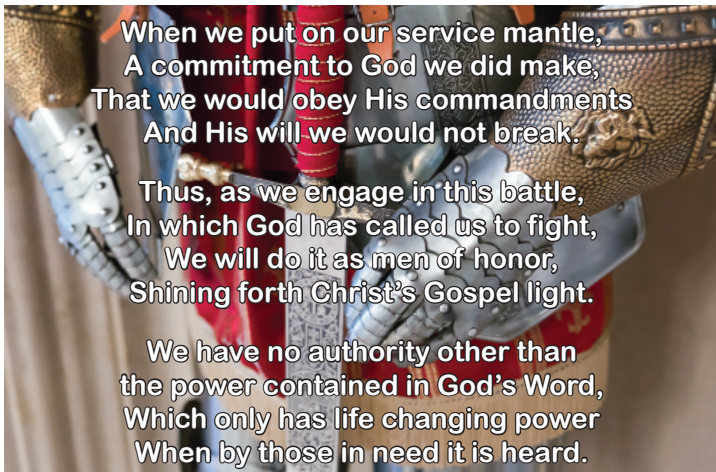 When we put on our service mantle,
A commitment to God we did make,
That we would obey His commandments
And His will we would not break.
Thus, as we engage in this battle,
In which God has called us to fight,
We will do it as men of honor,
Shining forth Christ's Gospel light.
We have no authority other than
the power contained in God's Word,
Which only has life changing power
When by those in need it is heard.